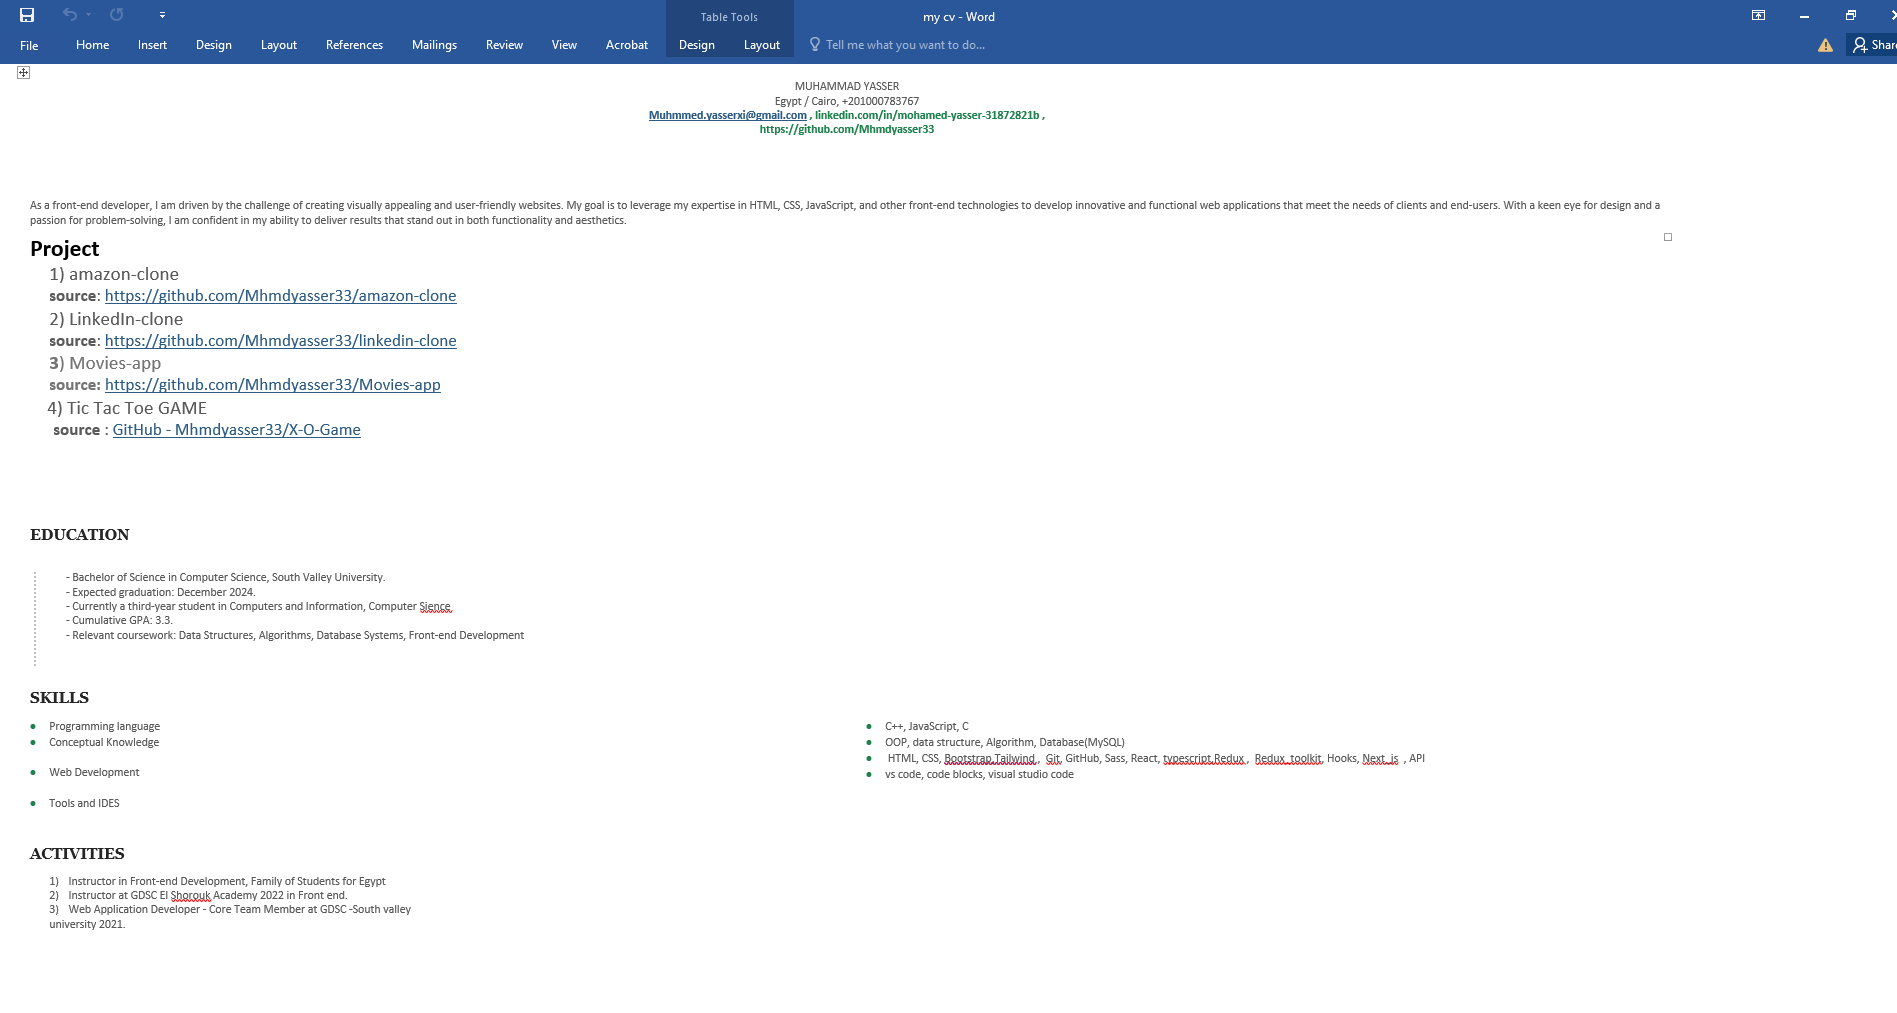 Table Tools
my cv - Word
File Home Insert Design Layout References Mailings Review View Acrobat Design Layout Tell me what you want to do... Share
MUHAMMAD YASSER
Egypt / Cairo, +201000783767
Muhmmed.yasserxi@gmail.com , linkedin.com/in/mohamed-yasser-31872821b ,
https://github.com/Mhmdyasser33
As a front-end developer, I am driven by the challenge of creating visually appealing and user-friendly websites. My goal is to leverage my expertise in HTML, CSS, JavaScript, and other front-end technologies to develop innovative and functional web applications that meet the needs of clients and end-users. With a keen eye for design and a
passion for problem-solving, I am confident in my ability to deliver results that stand out in both functionality and aesthetics.
Project
1) amazon-clone
source: https://github.com/Mhmdyasser33/amazon-clone
2) LinkedIn-clone
source: https://github.com/Mhmdyasser33/linkedin-clone
3) Movies-app
source: https://github.com/Mhmdyasser33/Movies-app
4) Tic Tac Toe GAME
source : GitHub - Mhmdyasser33/X-O-Game
EDUCATION
- Bachelor of Science in Computer Science, South Valley University.
- Expected graduation: December 2024.
- Currently a third-year student in Computers and Information, Computer Sience
- Cumulative GPA: 3.3.
- Relevant coursework: Data Structures, Algorithms, Database Systems, Front-end Development
SKILLS
• Programming language
• Conceptual Knowledge
• Web Development
• Tools and IDES
• C++, JavaScript, C
• OOP, data structure, Algorithm, Database(MySQL)
• HTML, CSS, Bootstrap,Tailwind , Git, GitHub, Sass, React, typescript,Redux , Redux_toolkit, Hooks, Next_js , API
• vs code, code blocks, visual studio code
ACTIVITIES
1) Instructor in Front-end Development, Family of Students for Egypt
2) Instructor at GDSC El Shorouk Academy 2022 in Front end.
3) Web Application Developer - Core Team Member at GDSC -South valley
university 2021.